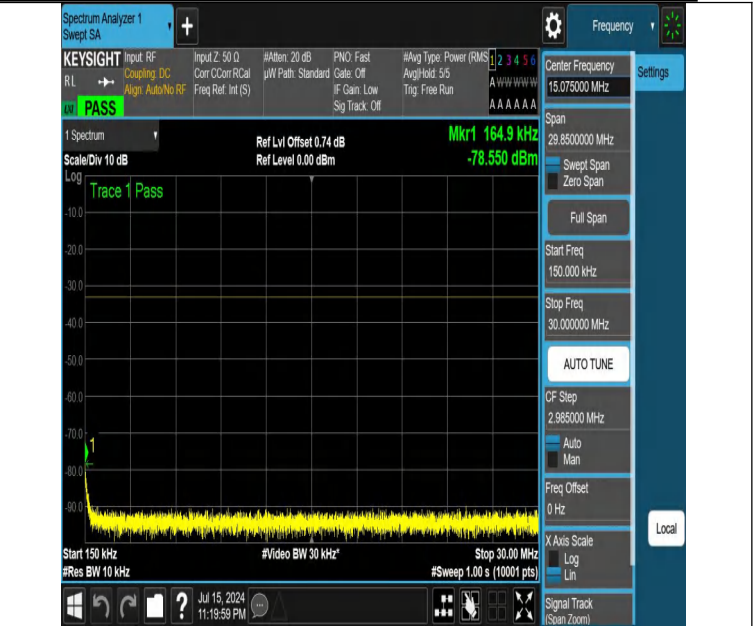 Spectrum Analyzer 1
Swept SA
+
Frequency
KEYSIGHT
RL
PASS
Input: RF
Coupling: DC
Align: Auto/No RF
Input Z: 50 Ω
Corr CCorr RCal
Freq Ref: Int (S)
#Atten: 20 dB
µW Path: Standard
PNO: Fast
Gate: Off
IF Gain: Low
Sig Track: Off
#Avg Type: Power (RMS
Avg|Hold: 5/5
Trig: Free Run
1 2 3 4 5 6
A W W W W W
A A A A A A
1 Spectrum
Scale/Div 10 dB
Ref Lvl Offset 0.74 dB
Ref Level 0.00 dBm
Mkr1 164.9 kHz
-78.550 dBm
Log
Trace 1 Pass
-10.0
-20.0
-30.0
-40.0
-50.0
-60.0
-70.0
1
-80.0
-90.0
Start 150 kHz
#Res BW 10 kHz
#Video BW 30 kHz*
Stop 30.00 MHz
#Sweep 1.00 s (10001 pts)
?
Jul 15, 2024
11:19:59 PM
Center Frequency
15.075000 MHz
Settings
Span
29.8500000 MHz
Swept Span
Zero Span
Full Span
Start Freq
150.000 kHz
Stop Freq
30.000000 MHz
AUTO TUNE
CF Step
2.985000 MHz
Auto
Man
Freq Offset
0 Hz
X Axis Scale
Log
Lin
Local
Signal Track
(Span Zoom)